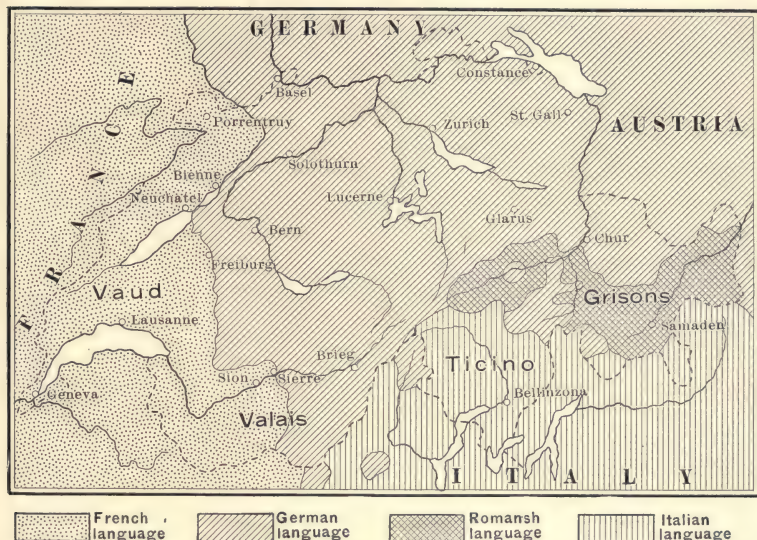 GERMANY
FRANCE
Constance
Basel
Porrentruy
Zurich
St. Gall
AUSTRIA
Solothurn
Bienne
Neuchatel
Lucerne
Glarus
Bern
Chur
Freiburg
Vaud
Grisons
Lausanne
Samaden
Brieg
Ticino
Sion
Sierre
Geneva
Valais
Bellinzona
ITALY
French
language
German
language
Romansh
language
Italian
language